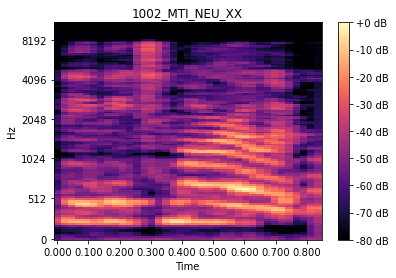 1002_MTI_NEU_XX
8192
4096
2048
1024
512
0
Hz
0.000 0.100 0.200 0.300 0.400 0.500 0.600 0.700 0.800
Time
+0 dB
-10 dB
-20 dB
-30 dB
-40 dB
-50 dB
-60 dB
-70 dB
-80 dB